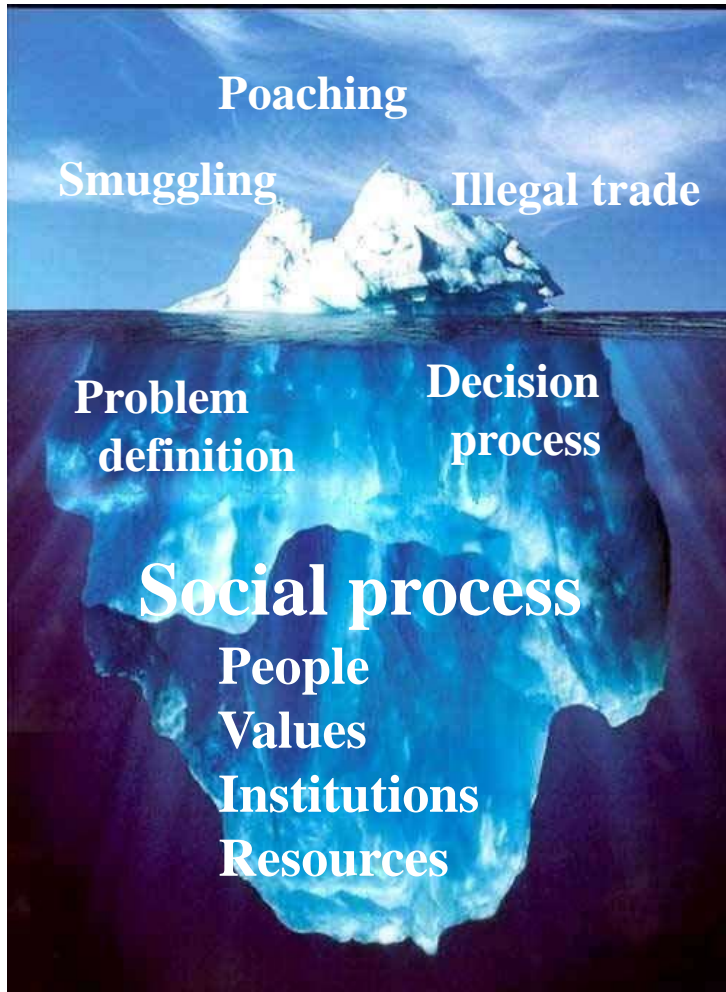 Poaching
Smuggling
Illegal trade
Problem
definition
Decision
process
Social process
People
Values
Institutions
Resources